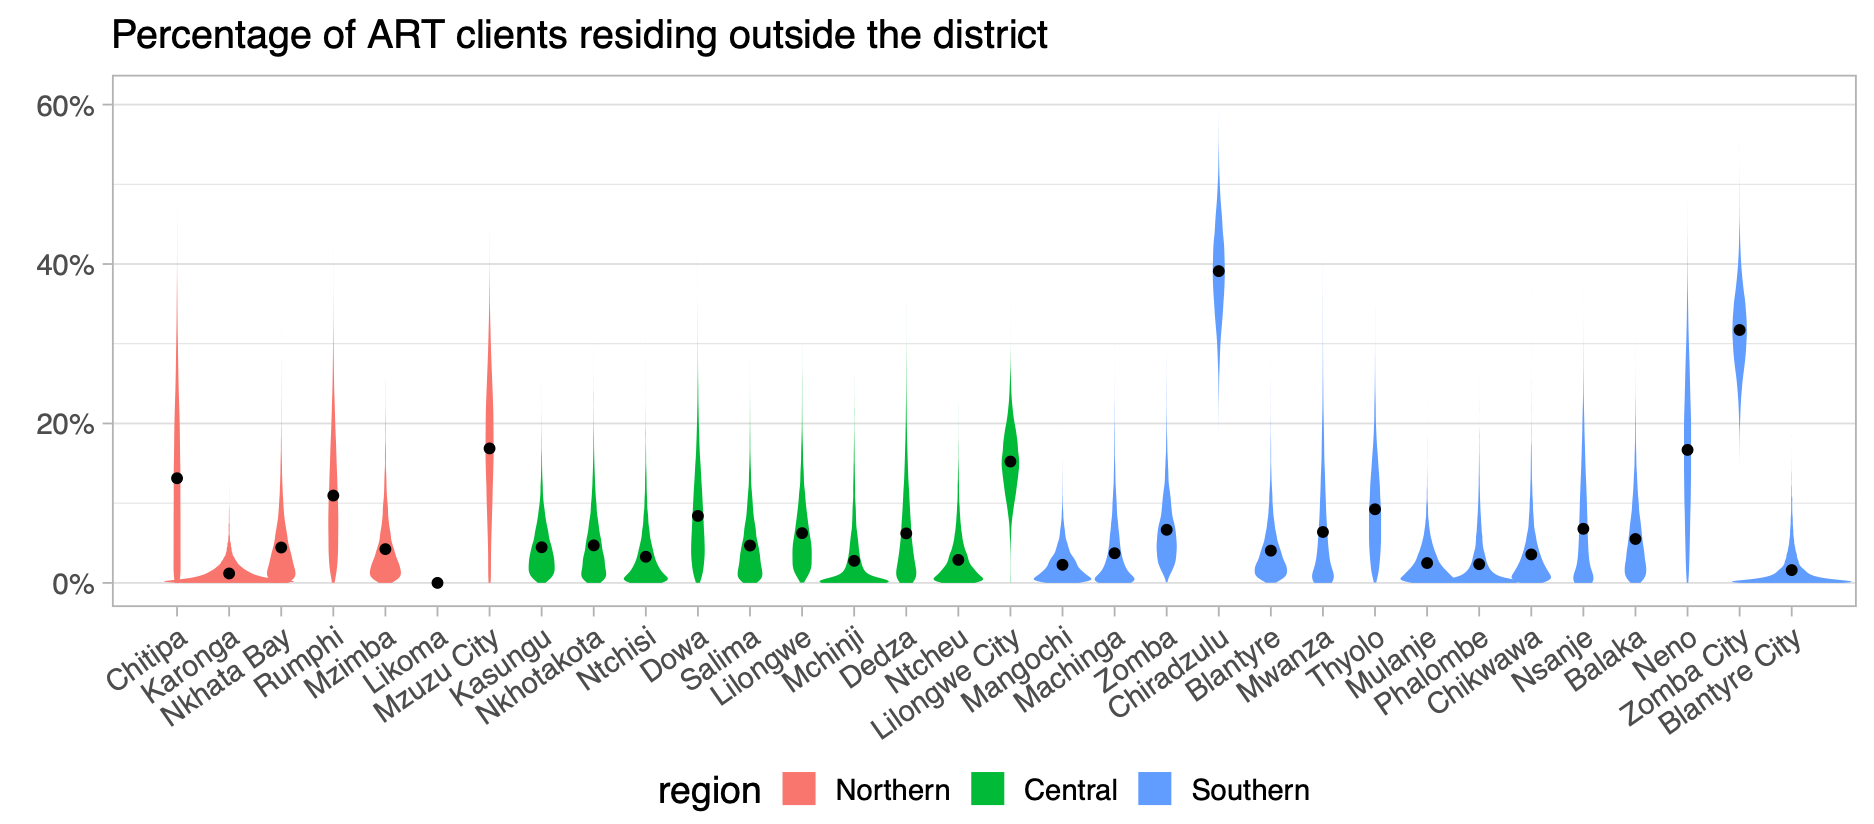 Percentage of ART clients residing outside the district
60%
40%
20%
0%
Chitipa
Karonga
Nkhata Bay
Rumphi
Mzimba
Likoma
Mzuzu City
Kasungu
Nkhotakota
Ntchisi
Dowa
Salima
Lilongwe
Mchinji
Dedza
Ntcheu
Lilongwe City
Mangochi
Machinga
Zomba
Chiradzulu
Blantyre
Mwanza
Thyolo
Mulanje
Phalombe
Chikwawa
Nsanje
Balaka
Neno
Zomba City
Blantyre City
region Northern Central Southern